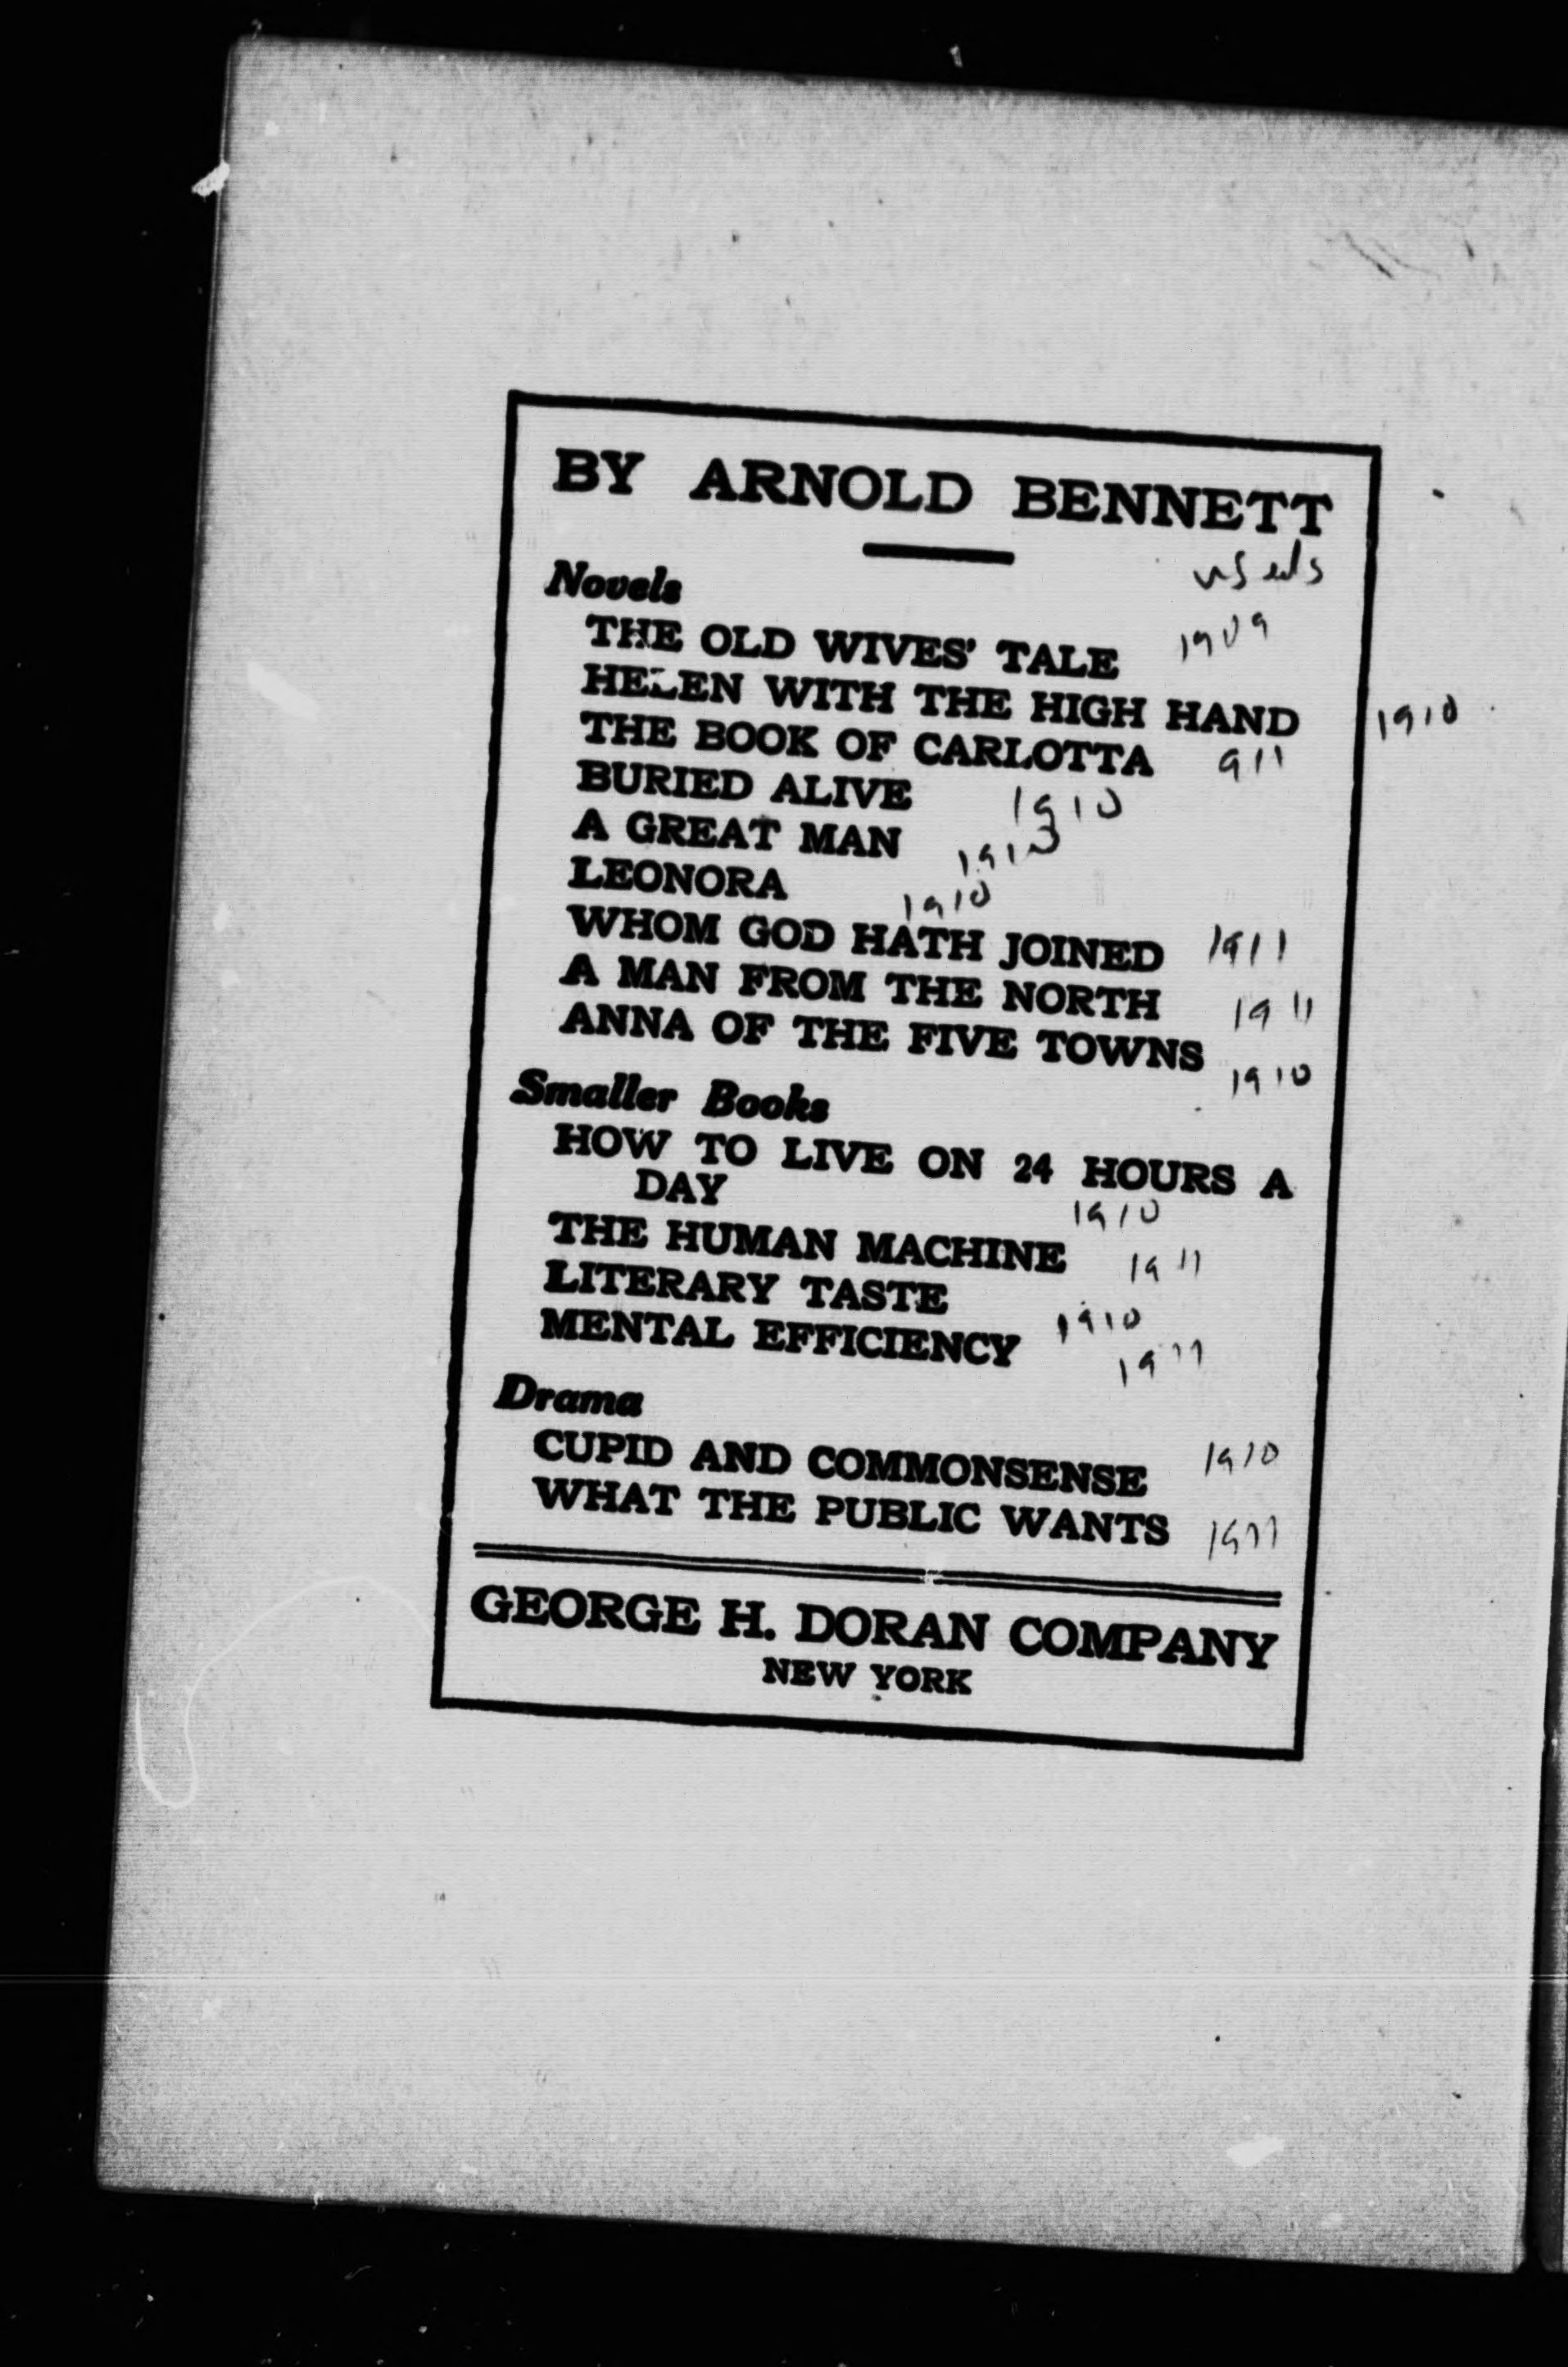 BY ARNOLD BENNETT
US eds
Novels
THE OLD WIVES' TALE 1909
HELEN WITH THE HIGH HAND 1910
THE BOOK OF CARLOTTA 911
BURIED ALIVE 1910
A GREAT MAN 1910
LEONORA 1910
WHOM GOD HATH JOINED 1911
A MAN FROM THE NORTH 1911
ANNA OF THE FIVE TOWNS 1910
Smaller Books
HOW TO LIVE ON 24 HOURS A
DAY 1910
THE HUMAN MACHINE 1911
LITERARY TASTE 1910
MENTAL EFFICIENCY 1911
Drama
CUPID AND COMMONSENSE 1910
WHAT THE PUBLIC WANTS 1911
GEORGE H. DORAN COMPANY
NEW YORK